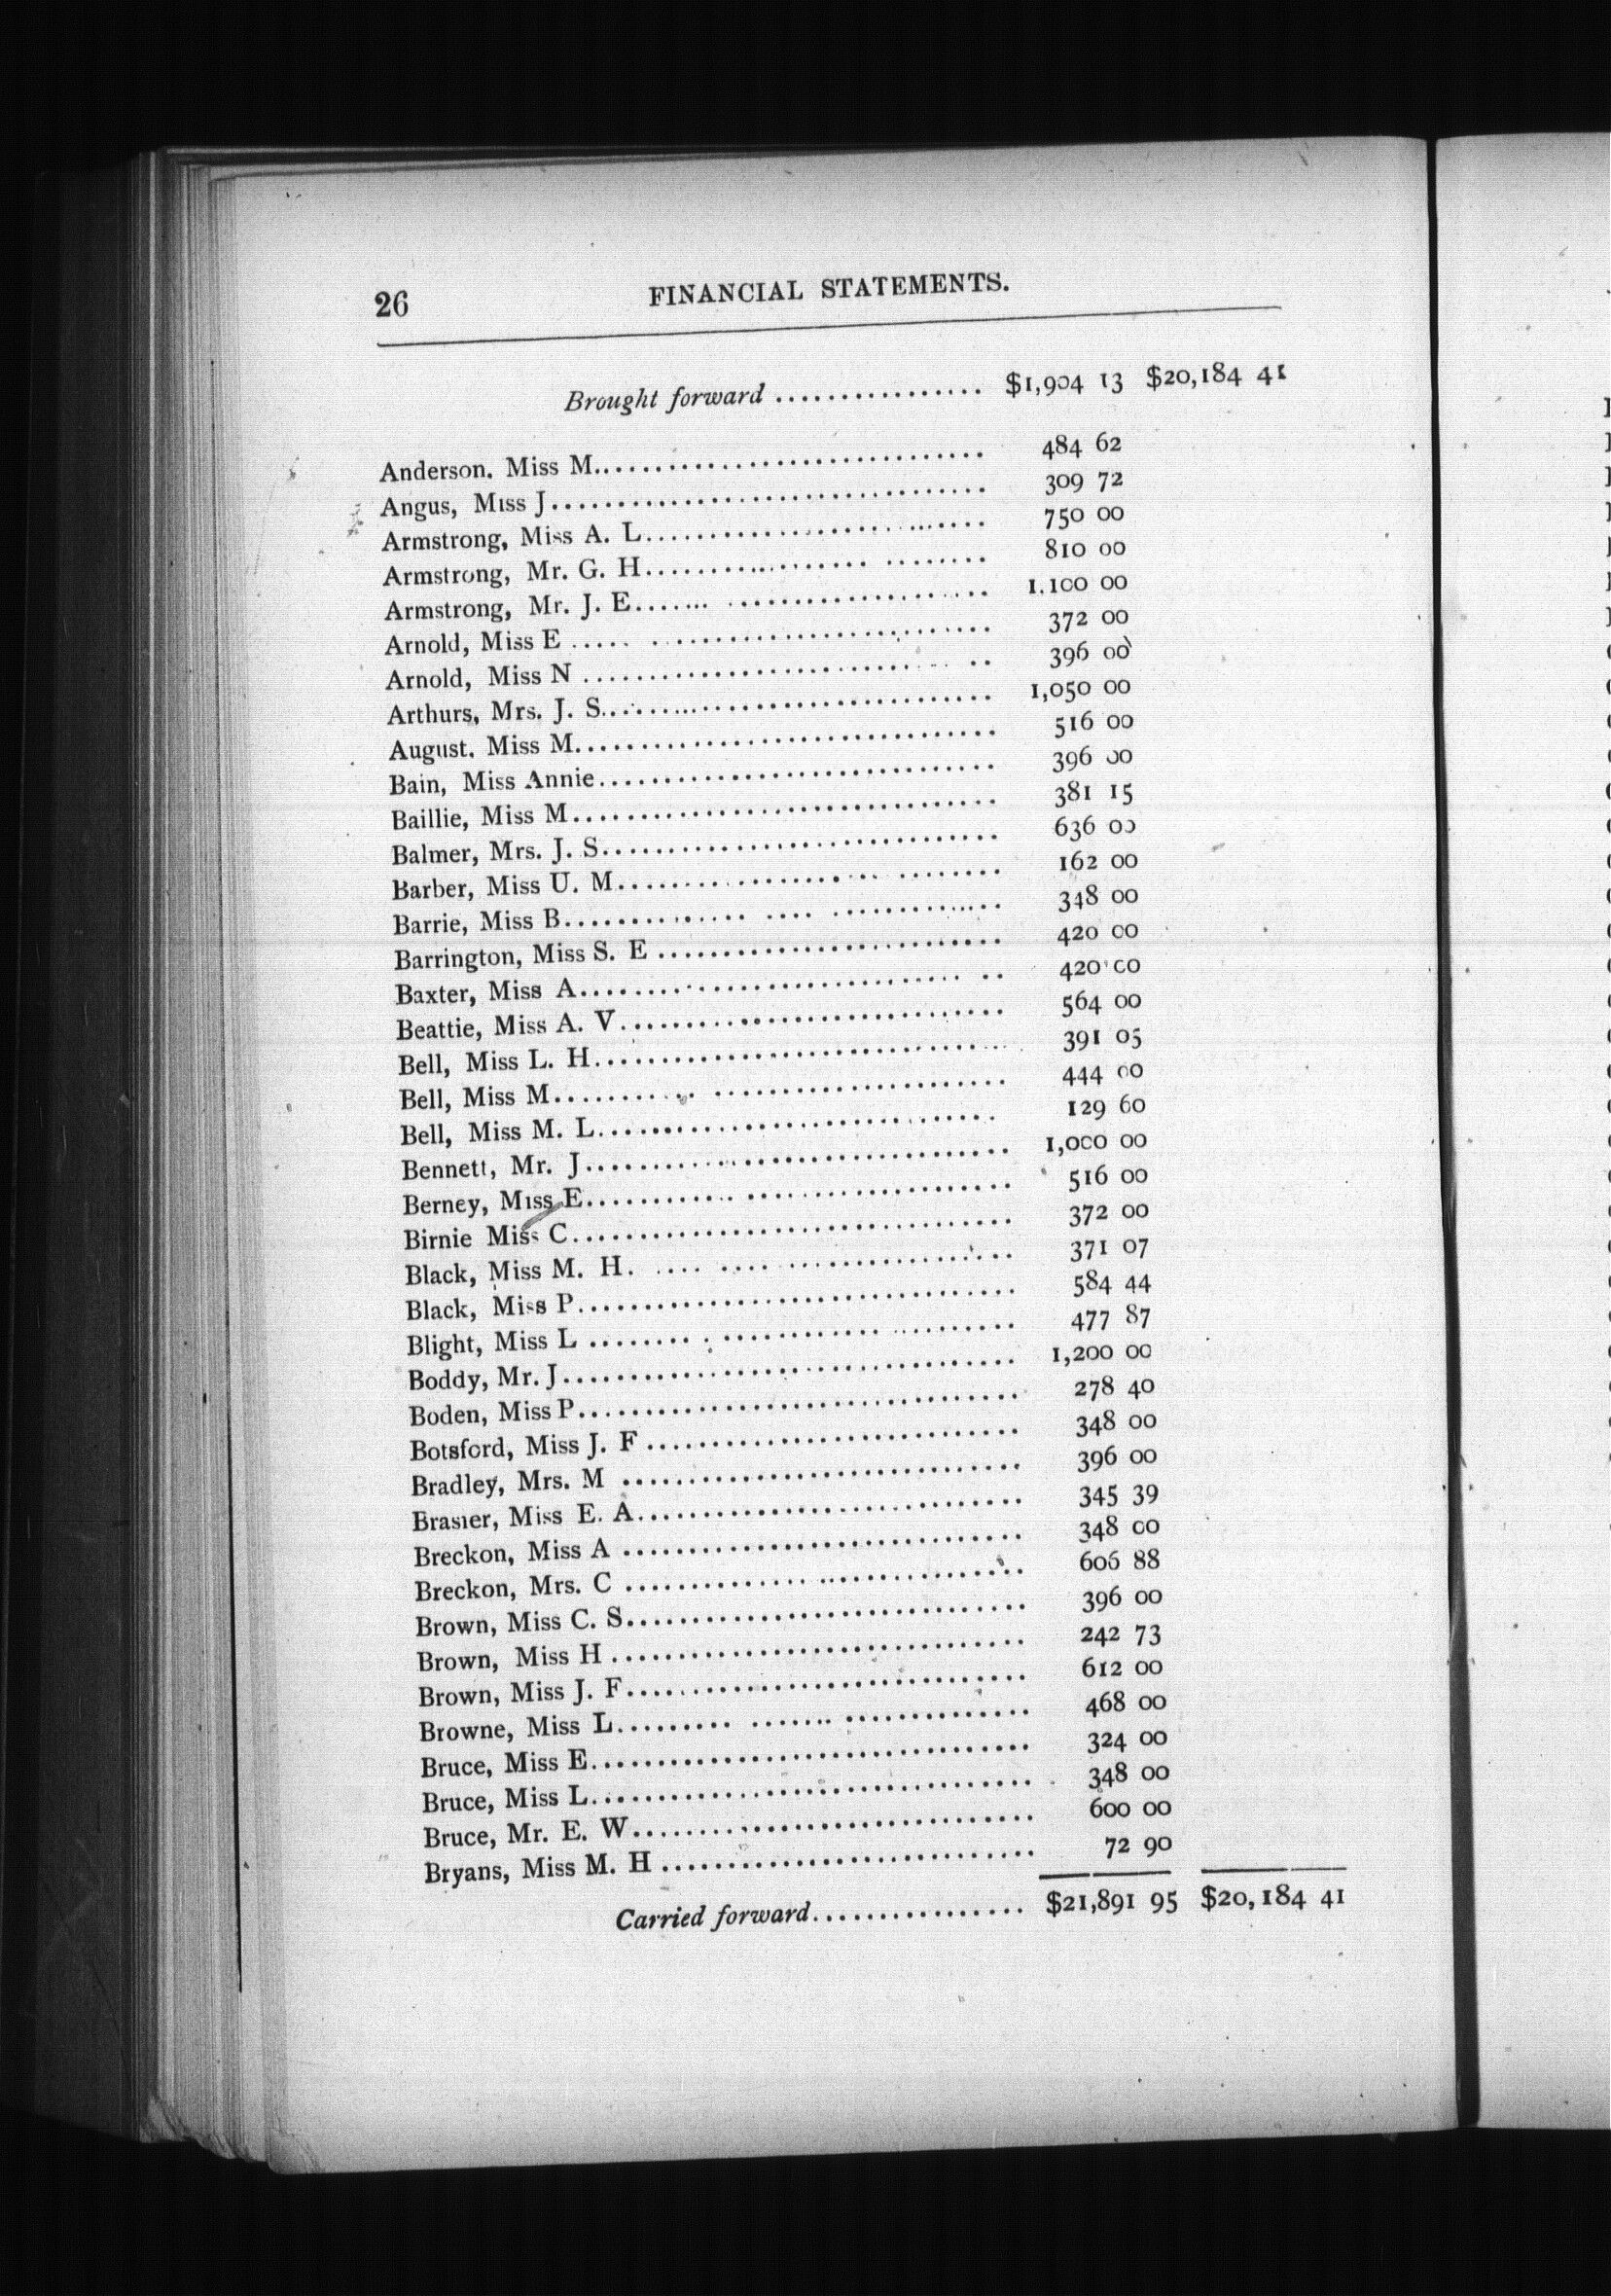 26 FINANCIAL STATEMENTS.
Brought forward ................ $1,904 13 $20,184 41
Anderson. Miss M.............................. 484 62
Angus, Miss J................................. 309 72
Armstrong, Miss A. L.......................... 750 00
Armstrong, Mr. G. H.......................... 810 00
Armstrong, Mr. J. E.......................... 1.100 00
Arnold, Miss E ............................... 372 00
Arnold, Miss N ............................... 396 00
Arthurs, Mrs. J. S............................ 1,050 00
August. Miss M................................ 516 00
Bain, Miss Annie.............................. 396 00
Baillie, Miss M............................... 381 15
Balmer, Mrs. J. S............................. 636 00
Barber, Miss U. M............................. 162 00
Barrie, Miss B................................ 348 00
Barrington, Miss S. E ........................ 420 00
Baxter, Miss A................................ 420 00
Beattie, Miss A. V............................ 564 00
Bell, Miss L. H............................... 391 05
Bell, Miss M.................................. 444 00
Bell, Miss M. L............................... 129 60
Bennett, Mr. J................................ 1,000 00
Berney, Miss E................................ 516 00
Birnie Miss C................................. 372 00
Black, Miss M. H.............................. 371 07
Black, Miss P................................. 584 44
Blight, Miss L ............................... 477 87
Boddy, Mr. J.................................. 1,200 00
Boden, Miss P................................. 278 40
Botsford, Miss J. F .......................... 348 00
Bradley, Mrs. M .............................. 396 00
Brasier, Miss E. A............................ 345 39
Breckon, Miss A .............................. 348 00
Breckon, Mrs. C .............................. 606 88
Brown, Miss C. S.............................. 396 00
Brown, Miss H ................................ 242 73
Brown, Miss J. F.............................. 612 00
Browne, Miss L................................ 468 00
Bruce, Miss E................................. 324 00
Bruce, Miss L................................. 348 00
Bruce, Mr. E. W............................... 600 00
Bryans, Miss M. H ............................ 72 90
Carried forward................ $21,891 95 $20,184 41